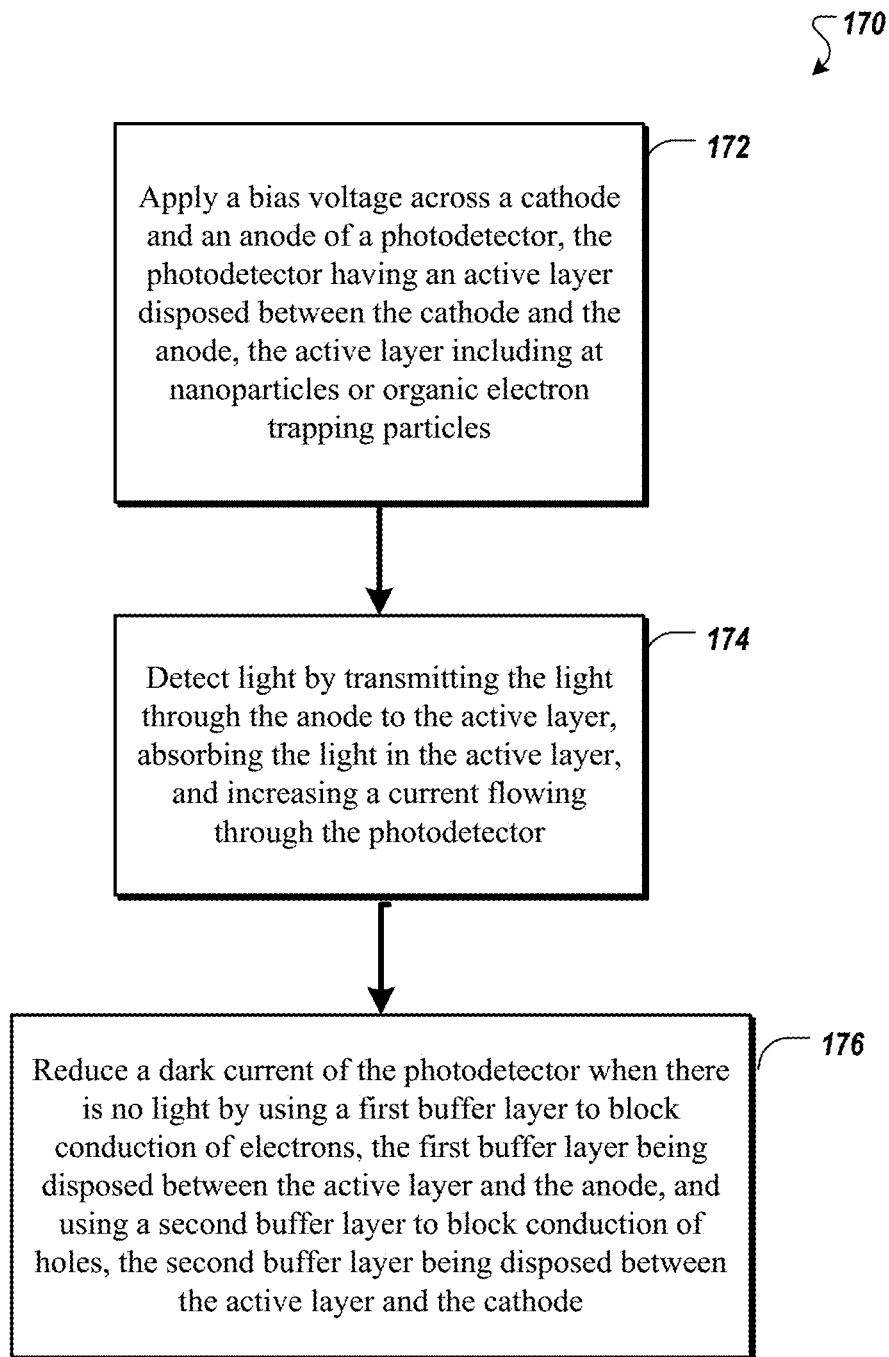 170
172
Apply a bias voltage across a cathode
and an anode of a photodetector, the
photodetector having an active layer
disposed between the cathode and the
anode, the active layer including at
nanoparticles or organic electron
trapping particles
174
Detect light by transmitting the light
through the anode to the active layer,
absorbing the light in the active layer,
and increasing a current flowing
through the photodetector
176
Reduce a dark current of the photodetector when there
is no light by using a first buffer layer to block
conduction of electrons, the first buffer layer being
disposed between the active layer and the anode, and
using a second buffer layer to block conduction of
holes, the second buffer layer being disposed between
the active layer and the cathode